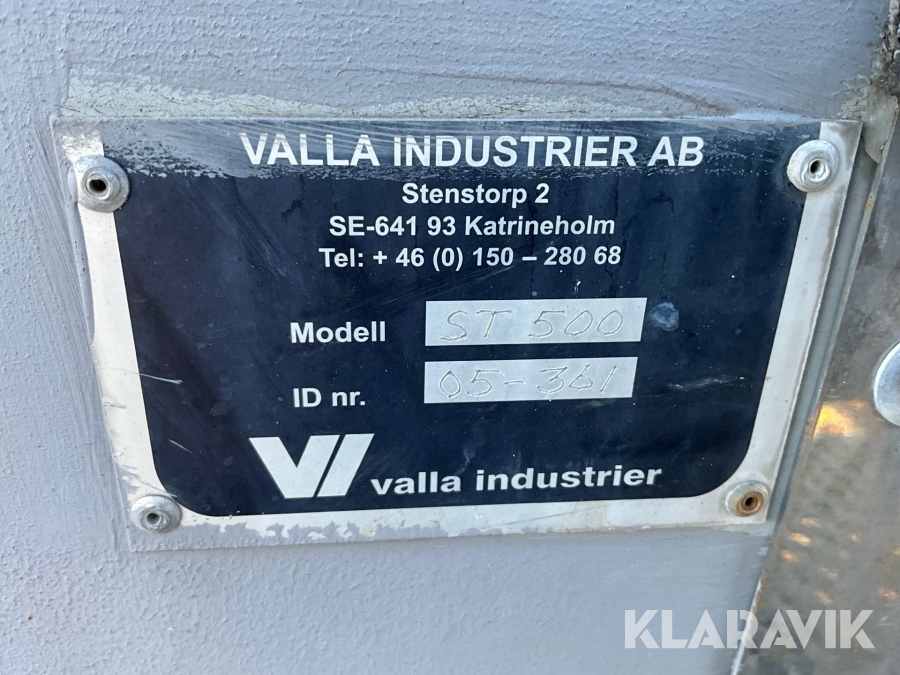 VALLA INDUSTRIER AB
Stenstorp 2
SE-641 93 Katrineholm
Tel: + 46 (0) 150 – 280 68
Modell ST 500
ID nr. 05-361
valla industrier
KLARAVIK